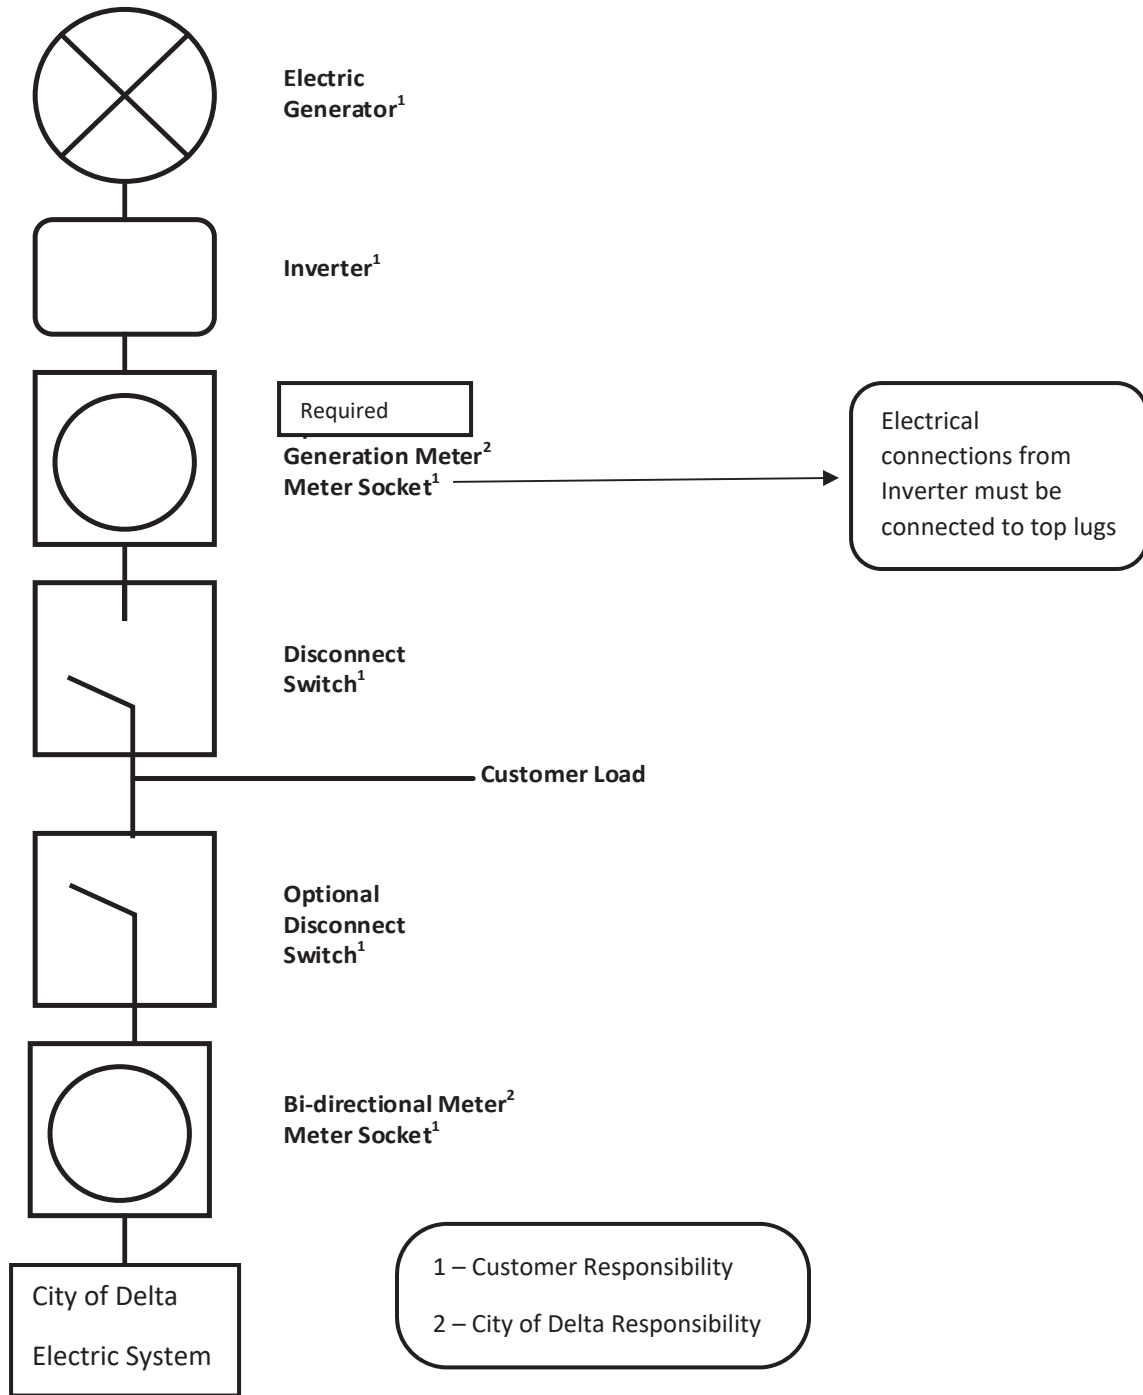 Electric
Generator¹
Inverter¹
Required
Generation Meter²
Meter Socket¹
Electrical
connections from
Inverter must be
connected to top lugs
Disconnect
Switch¹
Customer Load
Optional
Disconnect
Switch¹
Bi-directional Meter²
Meter Socket¹
1 – Customer Responsibility
2 – City of Delta Responsibility
City of Delta
Electric System